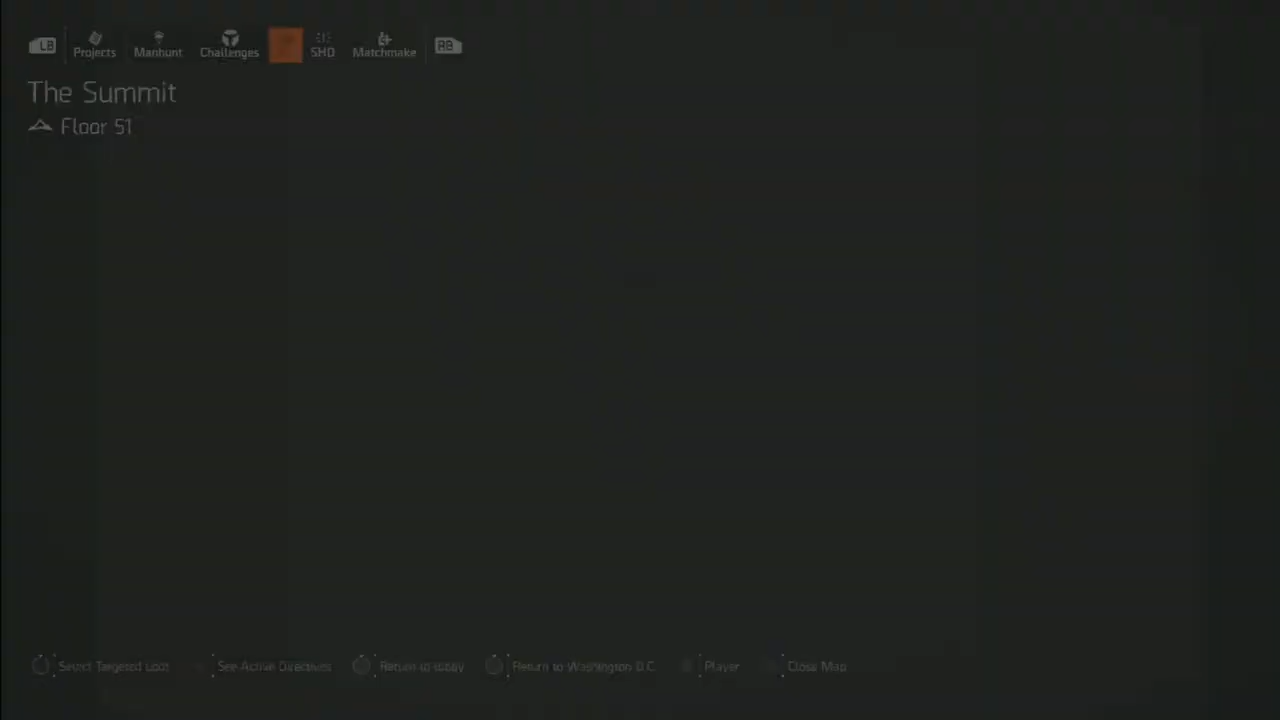 LB Projects Manhunt Challenges SHD Matchmake RB
The Summit
Floor 51
Select Targeted Loot See Active Directives Return to lobby Return to Washington D.C. Player Close Map